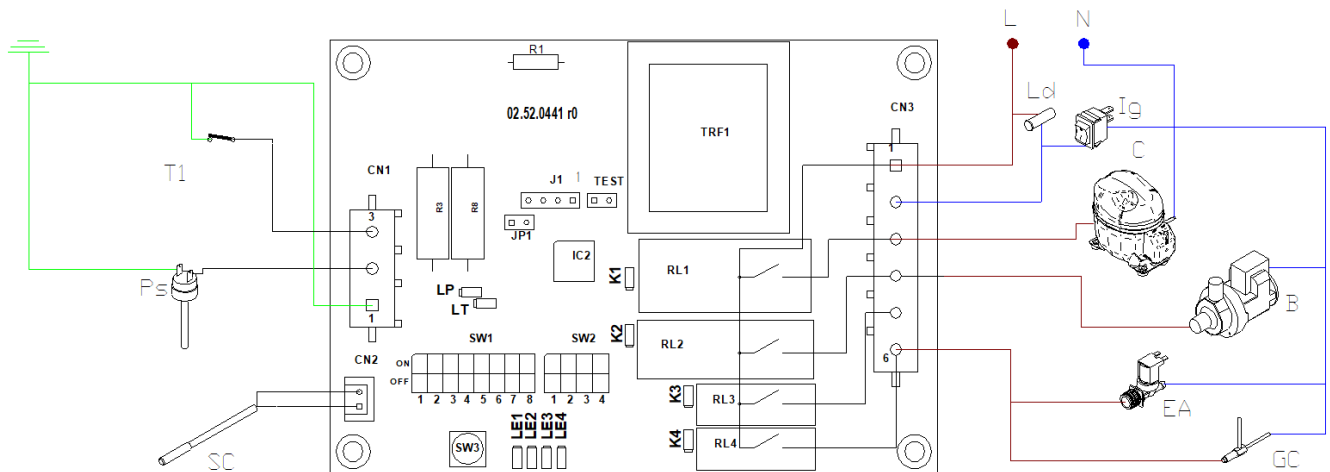 L N
R1
Ld
Ig
CN3
02.52.0441 r0
TRF1
1
C
T1
CN1
J1 1 TEST
R3 R8
3
JP1
IC2
K1
RL1
Ps
LP
LT
B
1
K2
RL2
SW1 SW2
CN2
ON
OFF
6
EA
1 2 3 4 5 6 7 8 1 2 3 4
K3
RL3
LE1 LE2 LE3 LE4
K4
RL4
SC
SW3
GC